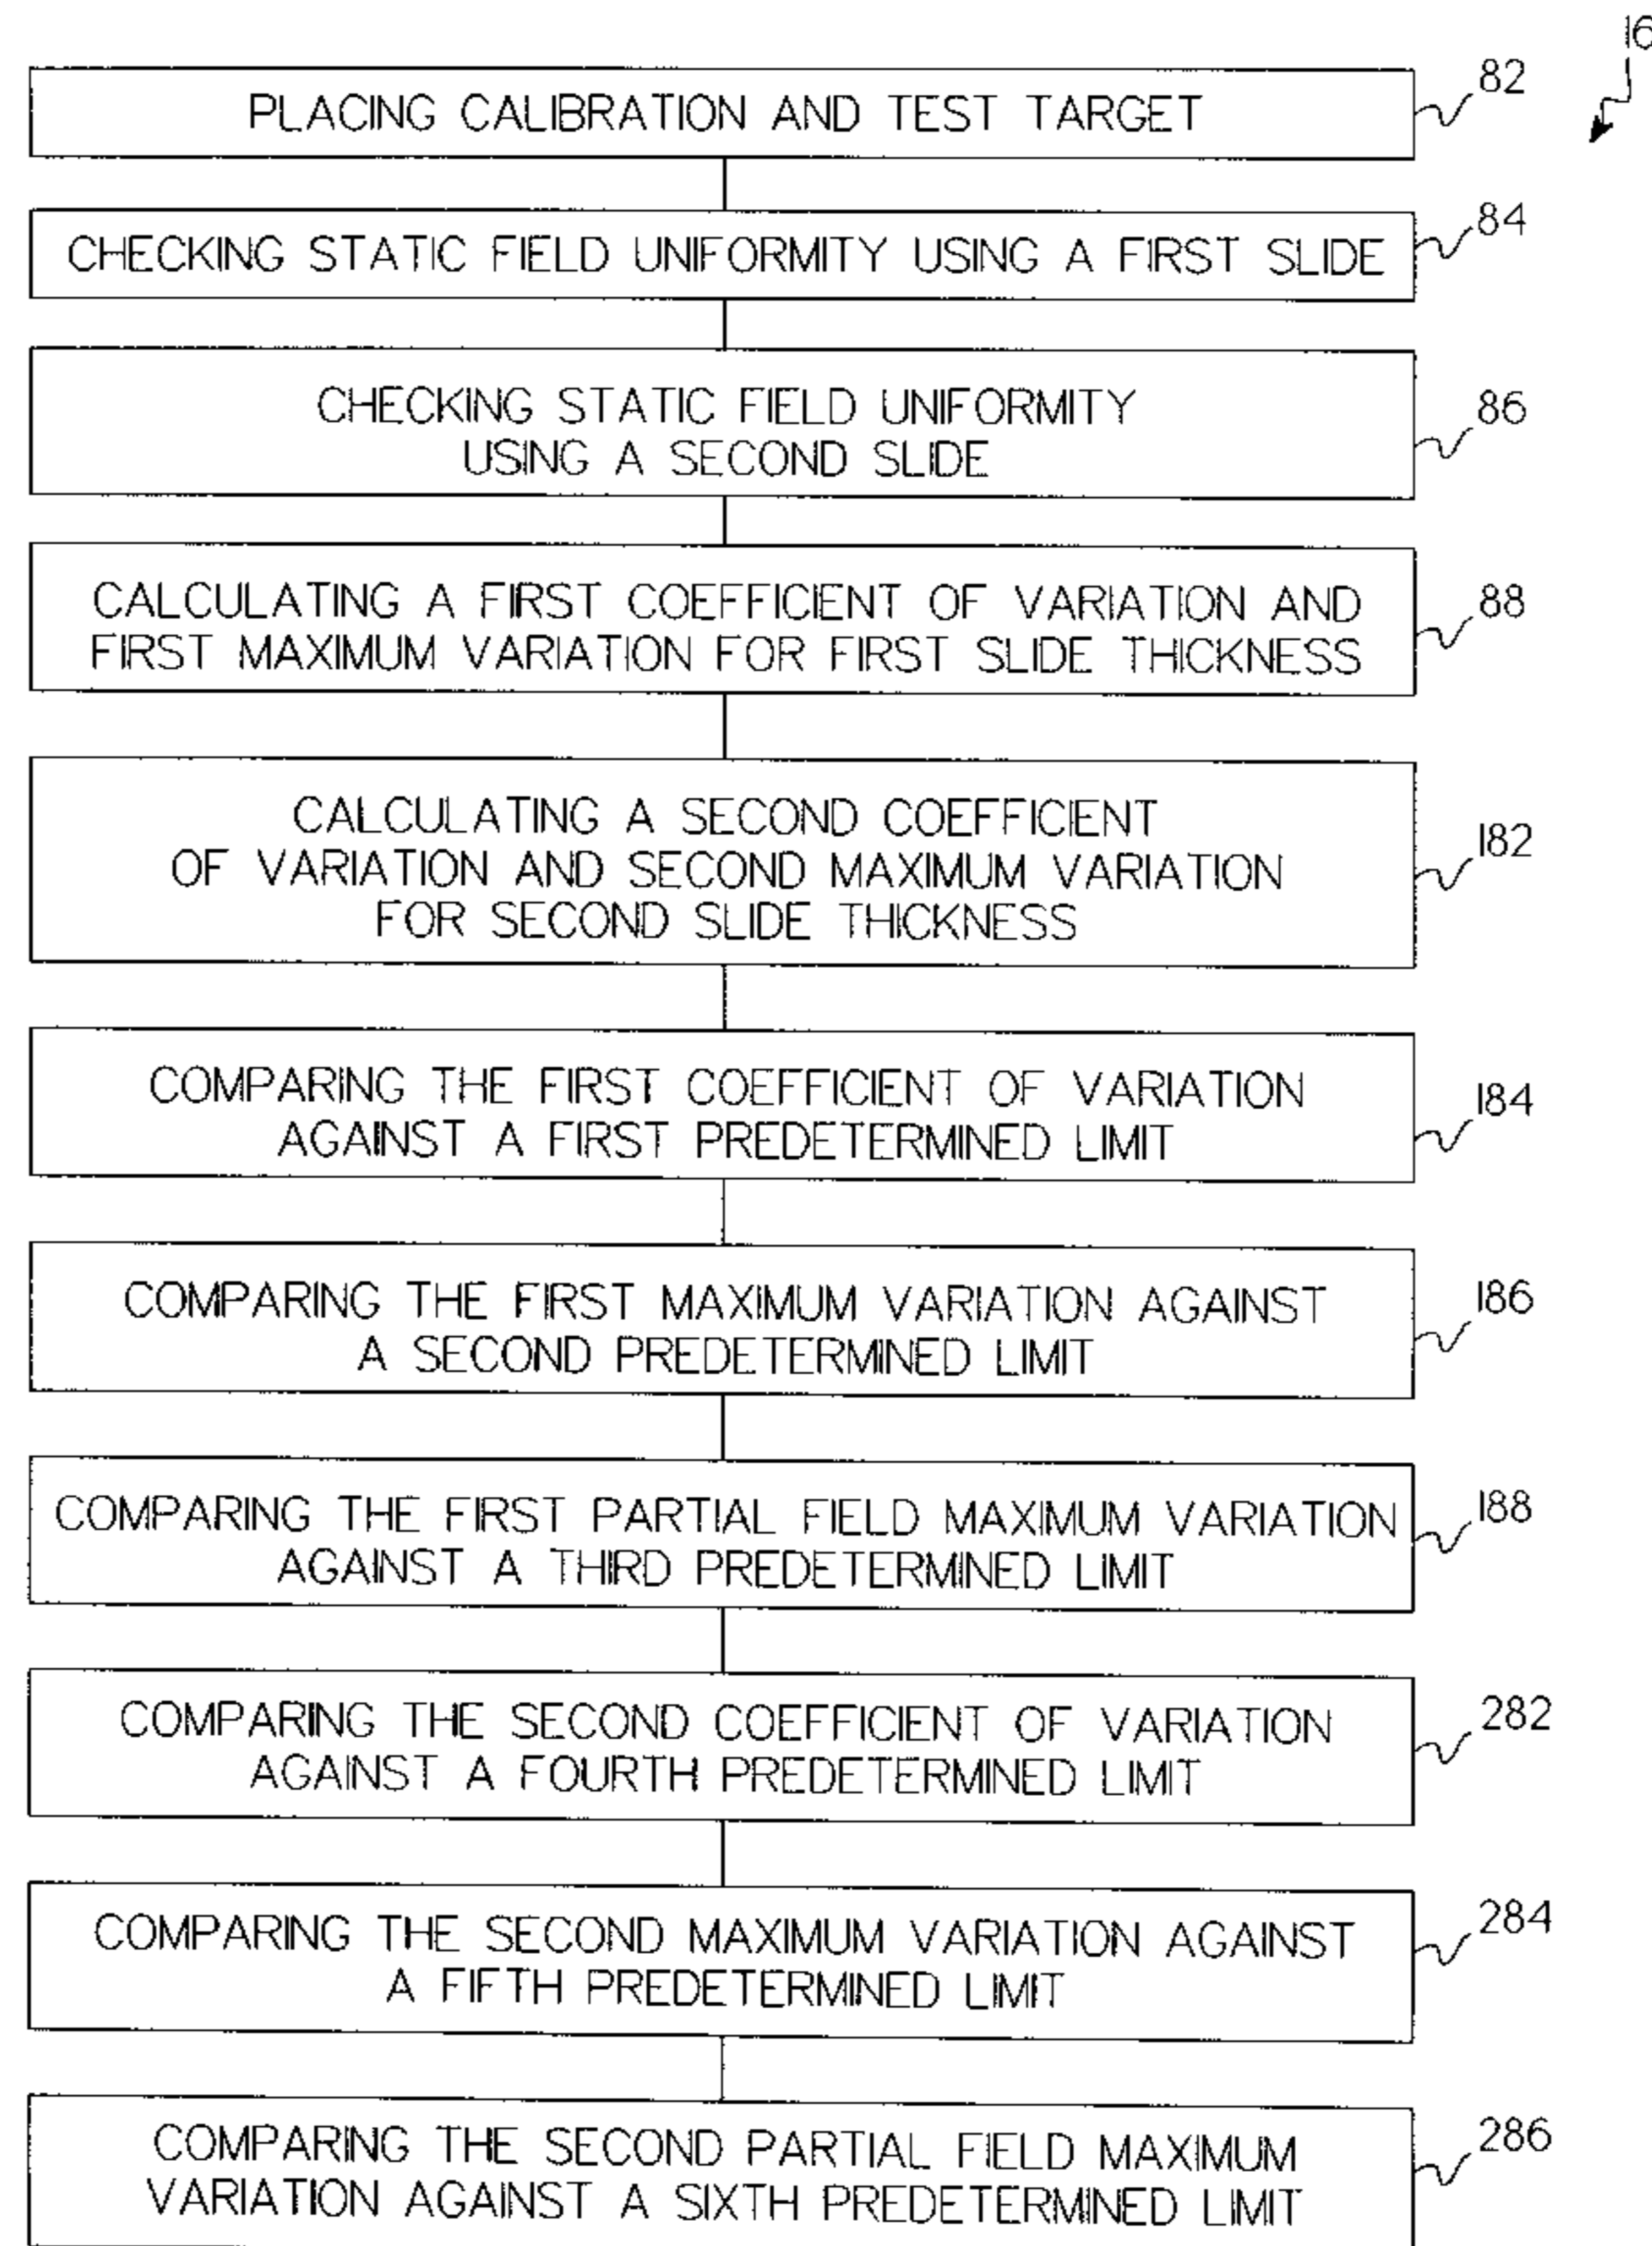 16
PLACING CALIBRATION AND TEST TARGET
82
CHECKING STATIC FIELD UNIFORMITY USING A FIRST SLIDE
84
CHECKING STATIC FIELD UNIFORMITY
USING A SECOND SLIDE
86
CALCULATING A FIRST COEFFICIENT OF VARIATION AND
FIRST MAXIMUM VARIATION FOR FIRST SLIDE THICKNESS
88
CALCULATING A SECOND COEFFICIENT
OF VARIATION AND SECOND MAXIMUM VARIATION
FOR SECOND SLIDE THICKNESS
182
COMPARING THE FIRST COEFFICIENT OF VARIATION
AGAINST A FIRST PREDETERMINED LIMIT
184
COMPARING THE FIRST MAXIMUM VARIATION AGAINST
A SECOND PREDETERMINED LIMIT
186
COMPARING THE FIRST PARTIAL FIELD MAXIMUM VARIATION
AGAINST A THIRD PREDETERMINED LIMIT
188
COMPARING THE SECOND COEFFICIENT OF VARIATION
AGAINST A FOURTH PREDETERMINED LIMIT
282
COMPARING THE SECOND MAXIMUM VARIATION AGAINST
A FIFTH PREDETERMINED LIMIT
284
COMPARING THE SECOND PARTIAL FIELD MAXIMUM
VARIATION AGAINST A SIXTH PREDETERMINED LIMIT
286